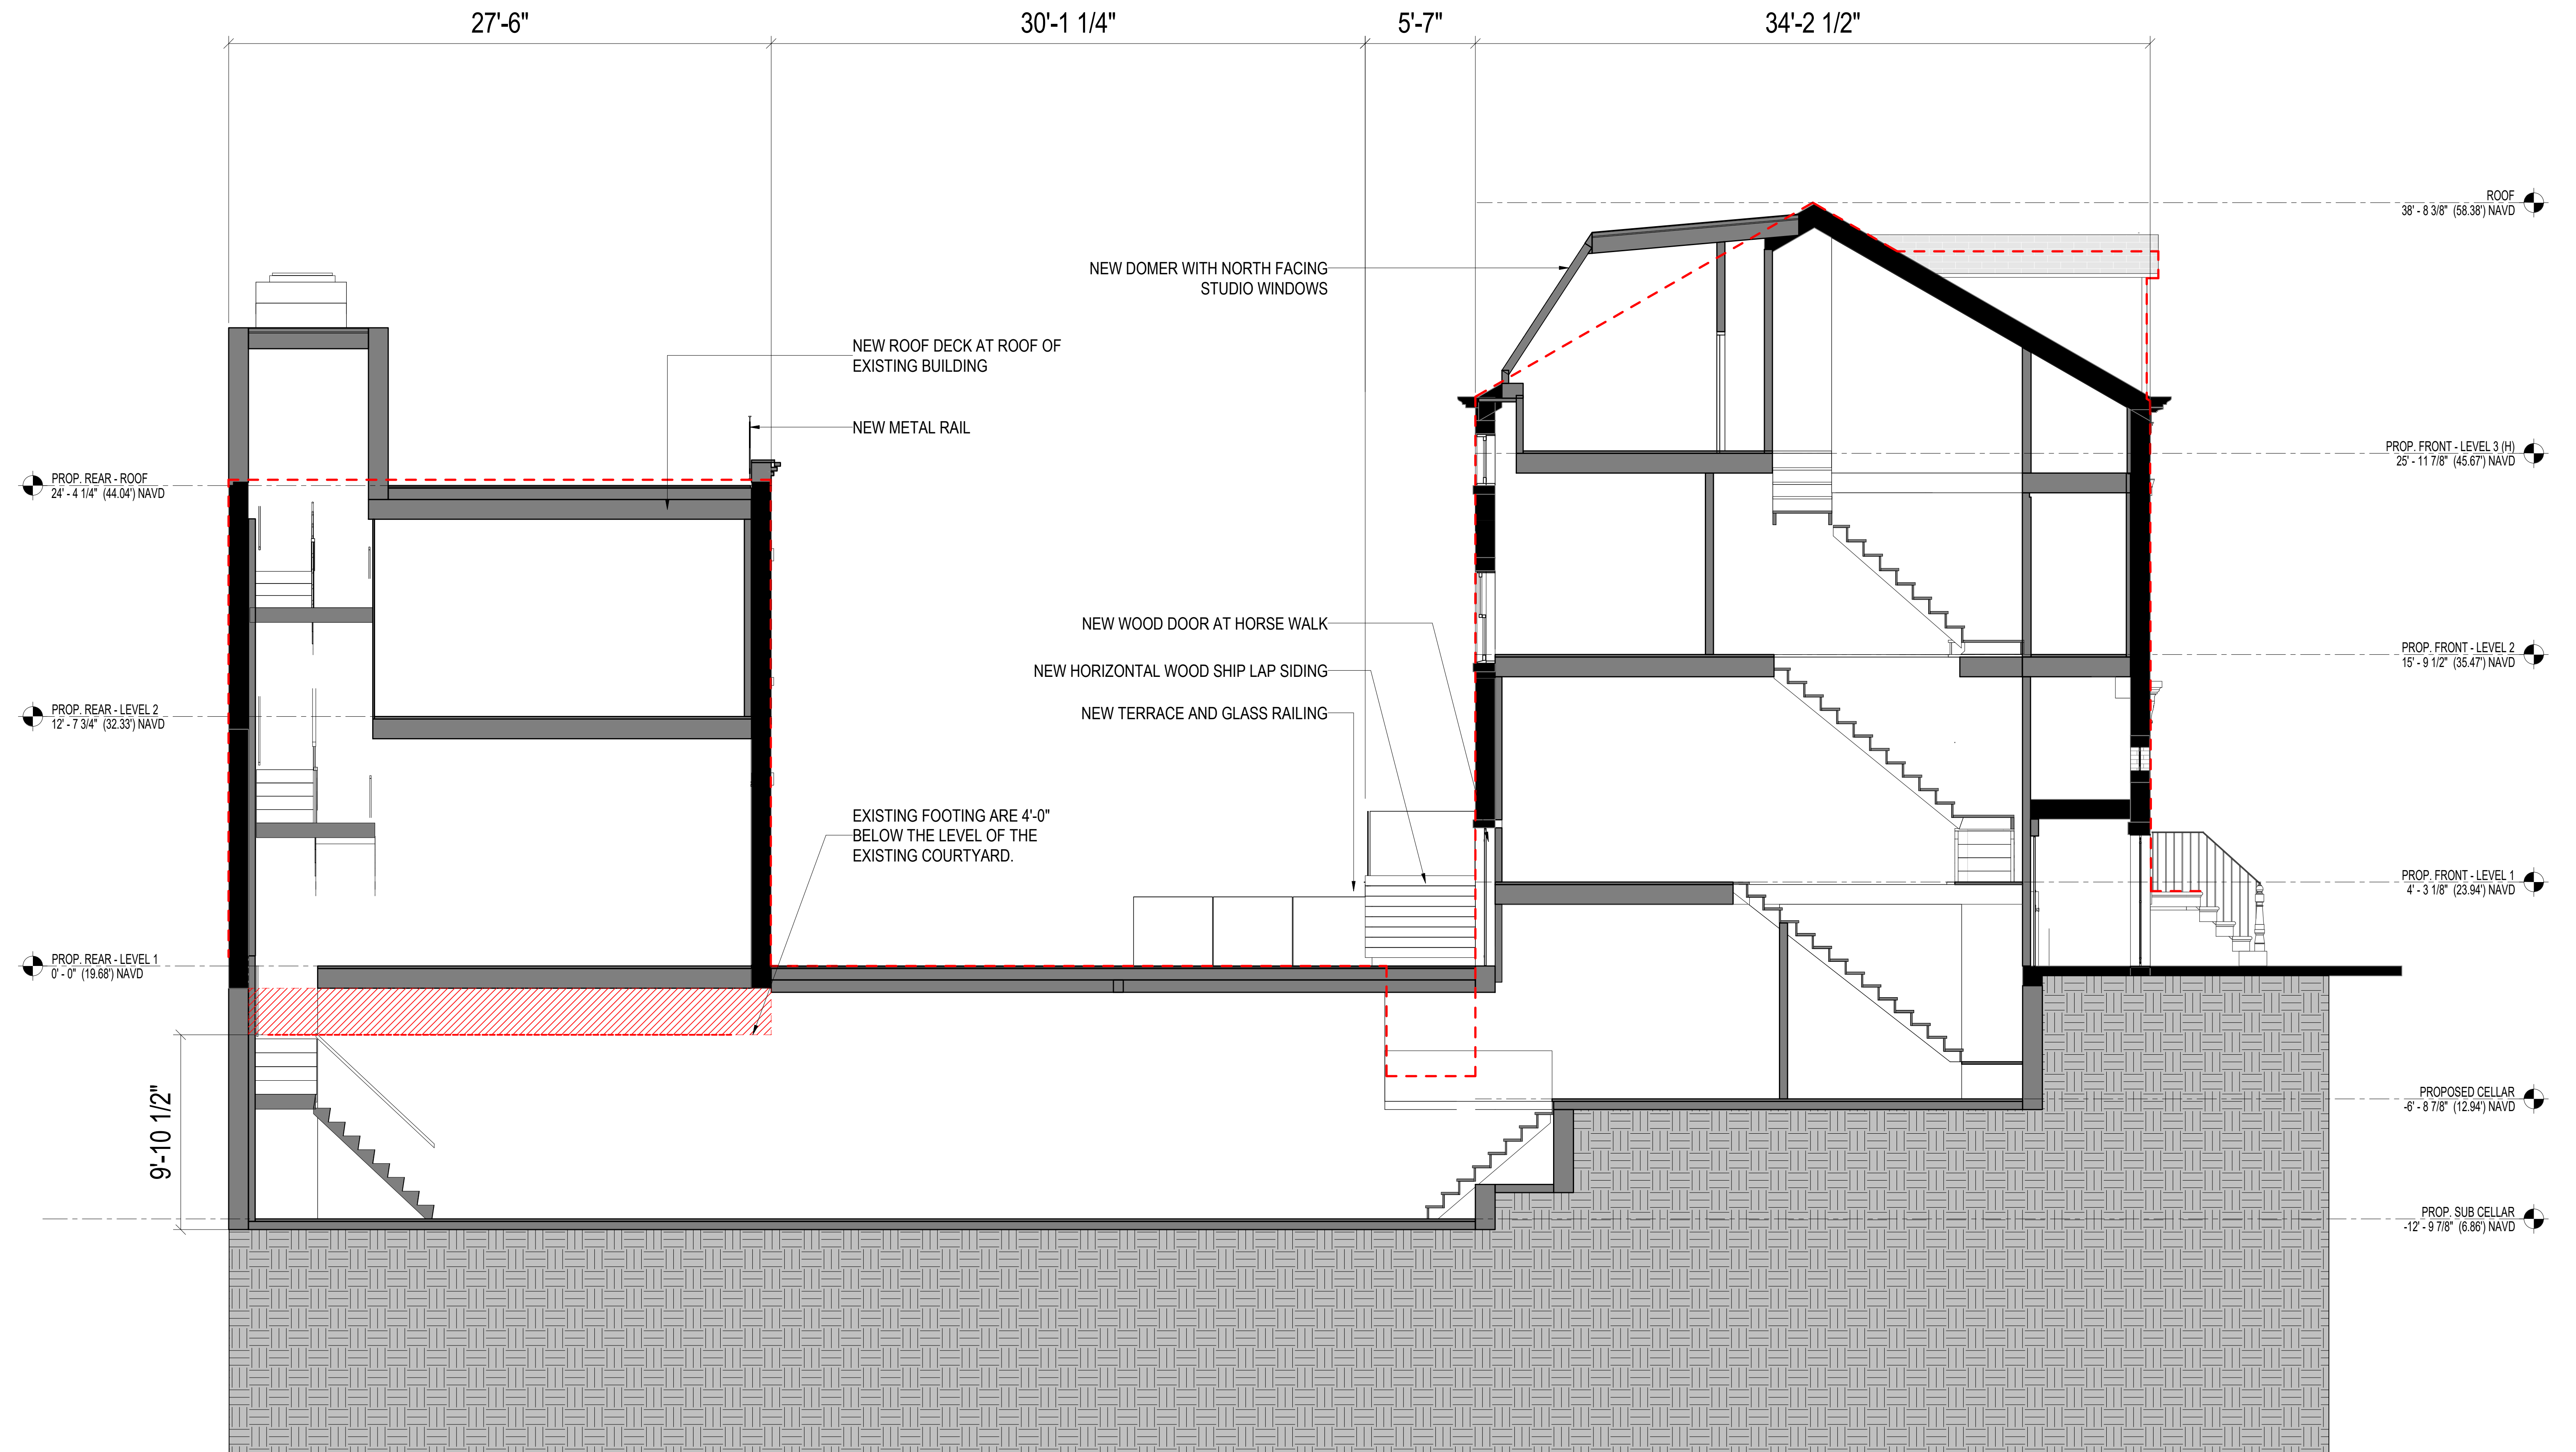 27'-6"
30'-1 1/4"
5'-7"
34'-2 1/2"
ROOF
38' - 8 3/8" (58.38') NAVD
NEW DOMER WITH NORTH FACING
STUDIO WINDOWS
NEW ROOF DECK AT ROOF OF
EXISTING BUILDING
NEW METAL RAIL
PROP. FRONT - LEVEL 3 (H)
25' - 11 7/8" (45.67') NAVD
PROP. REAR - ROOF
24' - 4 1/4" (44.04') NAVD
NEW WOOD DOOR AT HORSE WALK
PROP. FRONT - LEVEL 2
15' - 9 1/2" (35.47') NAVD
NEW HORIZONTAL WOOD SHIP LAP SIDING
PROP. REAR - LEVEL 2
12' - 7 3/4" (32.33') NAVD
NEW TERRACE AND GLASS RAILING
EXISTING FOOTING ARE 4'-0"
BELOW THE LEVEL OF THE
EXISTING COURTYARD.
PROP. FRONT - LEVEL 1
4' - 3 1/8" (23.94') NAVD
PROP. REAR - LEVEL 1
0' - 0" (19.68') NAVD
PROPOSED CELLAR
-6' - 8 7/8" (12.94') NAVD
9'-10 1/2"
PROP. SUB CELLAR
-12' - 9 7/8" (6.86') NAVD